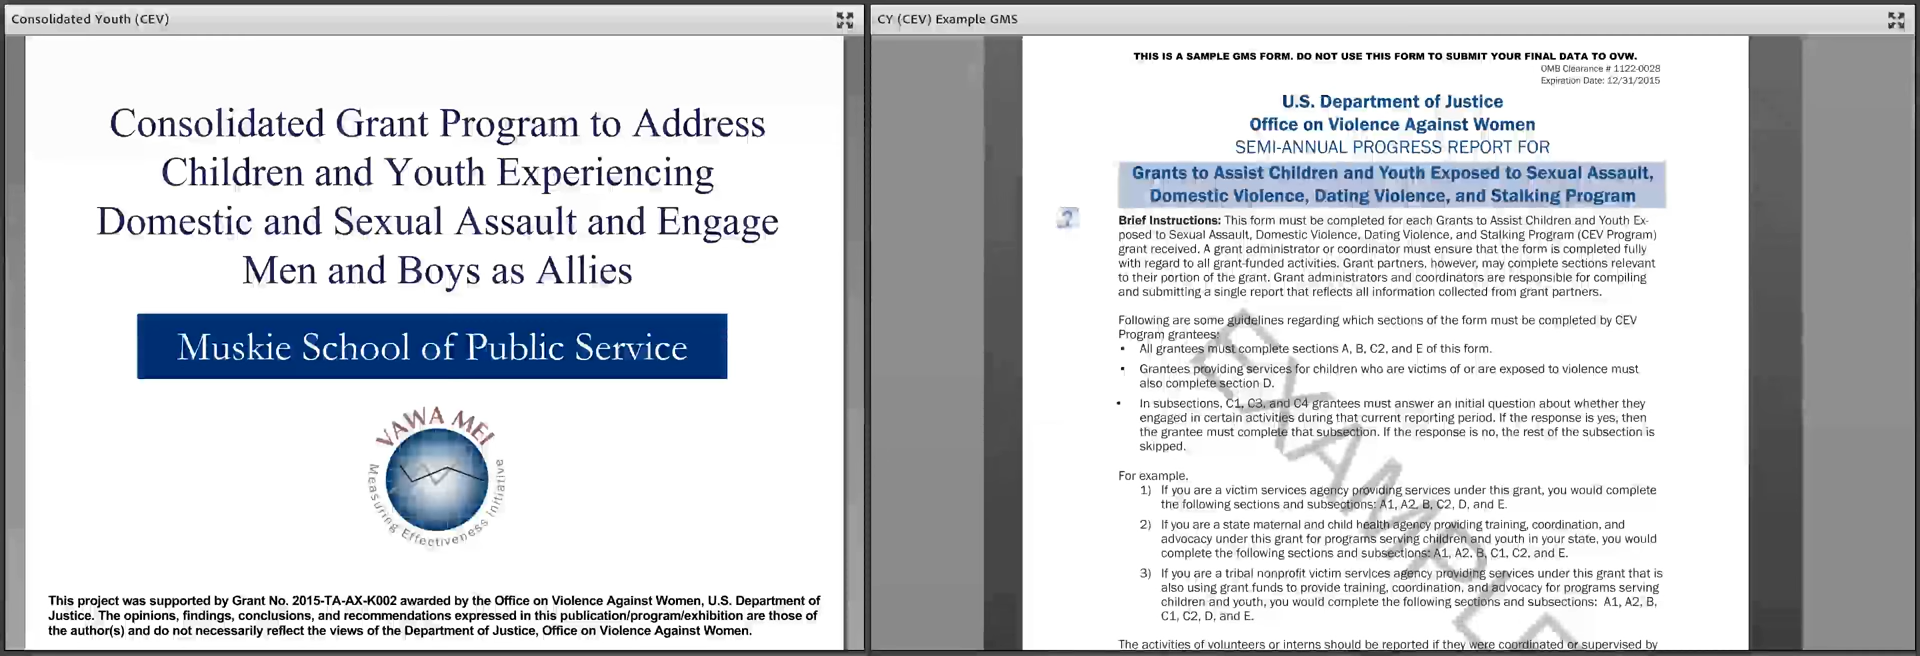 Consolidated Youth (CEV)
Consolidated Grant Program to Address
Children and Youth Experiencing
Domestic and Sexual Assault and Engage
Men and Boys as Allies
Muskie School of Public Service
VAWA MEI
Measuring Effectiveness Initiative
This project was supported by Grant No. 2015-TA-AX-K002 awarded by the Office on Violence Against Women, U.S. Department of
Justice. The opinions, findings, conclusions, and recommendations expressed in this publication/program/exhibition are those of
the author(s) and do not necessarily reflect the views of the Department of Justice, Office on Violence Against Women.
CY (CEV) Example GMS
THIS IS A SAMPLE GMS FORM. DO NOT USE THIS FORM TO SUBMIT YOUR FINAL DATA TO OVW.
OMB Clearance # 1122-0028
Expiration Date: 12/31/2015
U.S. Department of Justice
Office on Violence Against Women
SEMI-ANNUAL PROGRESS REPORT FOR
Grants to Assist Children and Youth Exposed to Sexual Assault,
Domestic Violence, Dating Violence, and Stalking Program
?
Brief Instructions: This form must be completed for each Grants to Assist Children and Youth Ex-
posed to Sexual Assault, Domestic Violence, Dating Violence, and Stalking Program (CEV Program)
grant received. A grant administrator or coordinator must ensure that the form is completed fully
with regard to all grant-funded activities. Grant partners, however, may complete sections relevant
to their portion of the grant. Grant administrators and coordinators are responsible for compiling
and submitting a single report that reflects all information collected from grant partners.
Following are some guidelines regarding which sections of the form must be completed by CEV
Program grantees:
• All grantees must complete sections A, B, C2, and E of this form.
• Grantees providing services for children who are victims of or are exposed to violence must
also complete section D.
• In subsections, C1, C3, and C4 grantees must answer an initial question about whether they
engaged in certain activities during that current reporting period. If the response is yes, then
the grantee must complete that subsection. If the response is no, the rest of the subsection is
skipped.
For example.
1) If you are a victim services agency providing services under this grant, you would complete
the following sections and subsections: A1, A2, B, C2, D, and E.
2) If you are a state maternal and child health agency providing training, coordination, and
advocacy under this grant for programs serving children and youth in your state, you would
complete the following sections and subsections: A1, A2, B, C1, C2, and E.
3) If you are a tribal nonprofit victim services agency providing services under this grant that is
also using grant funds to provide training, coordination, and advocacy for programs serving
children and youth, you would complete the following sections and subsections: A1, A2, B,
C1, C2, D, and E.
The activities of volunteers or interns should be reported if they were coordinated or supervised by
EXAMPLE